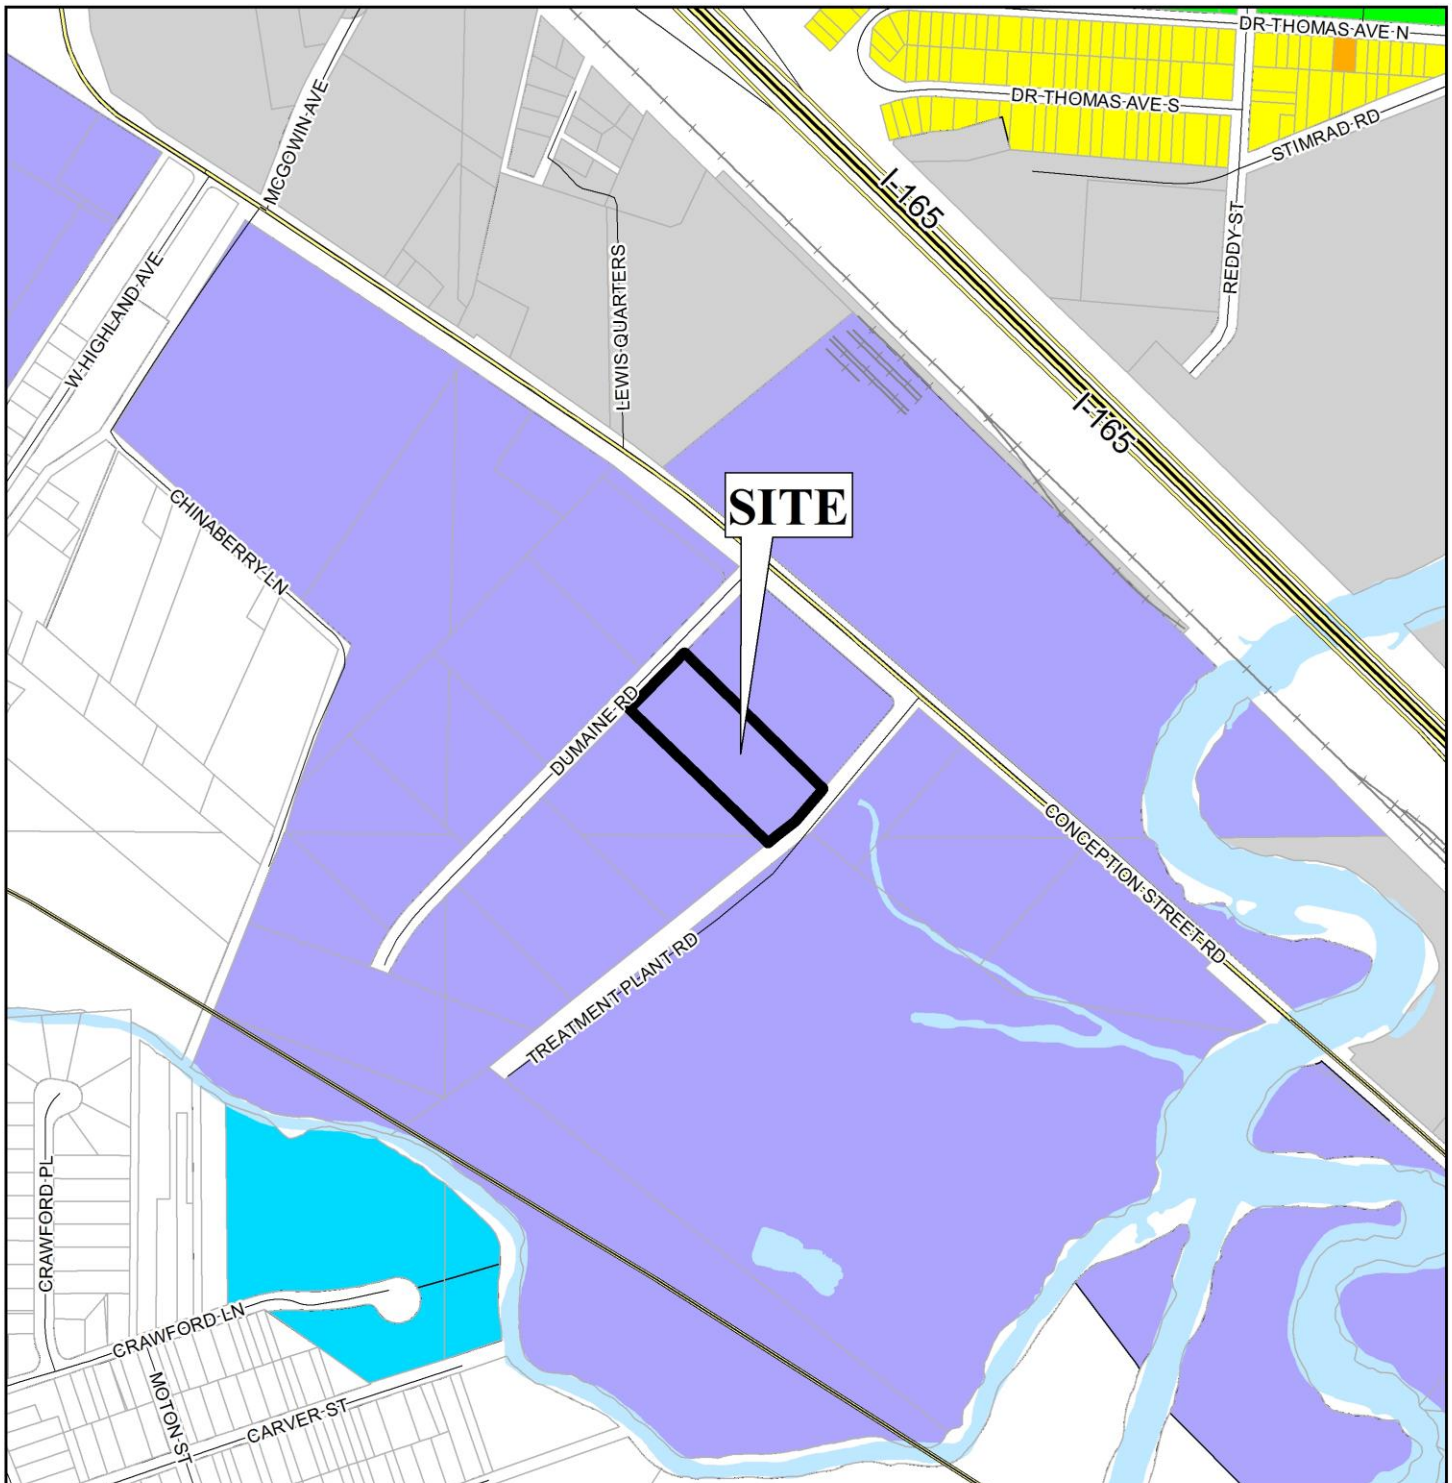 DR THOMAS AVE N
MCGOWIN AVE
DR THOMAS AVE S
STIMRAD RD
I-165
REDDY ST
W HIGHLAND AVE
LEWIS QUARTERS
I-165
SITE
CHINABERRY LN
DUMAINE RD
CONCEPTION STREET RD
TREATMENT PLANT RD
CRAWFORD PL
CRAWFORD LN
MOTON ST
CARVER ST